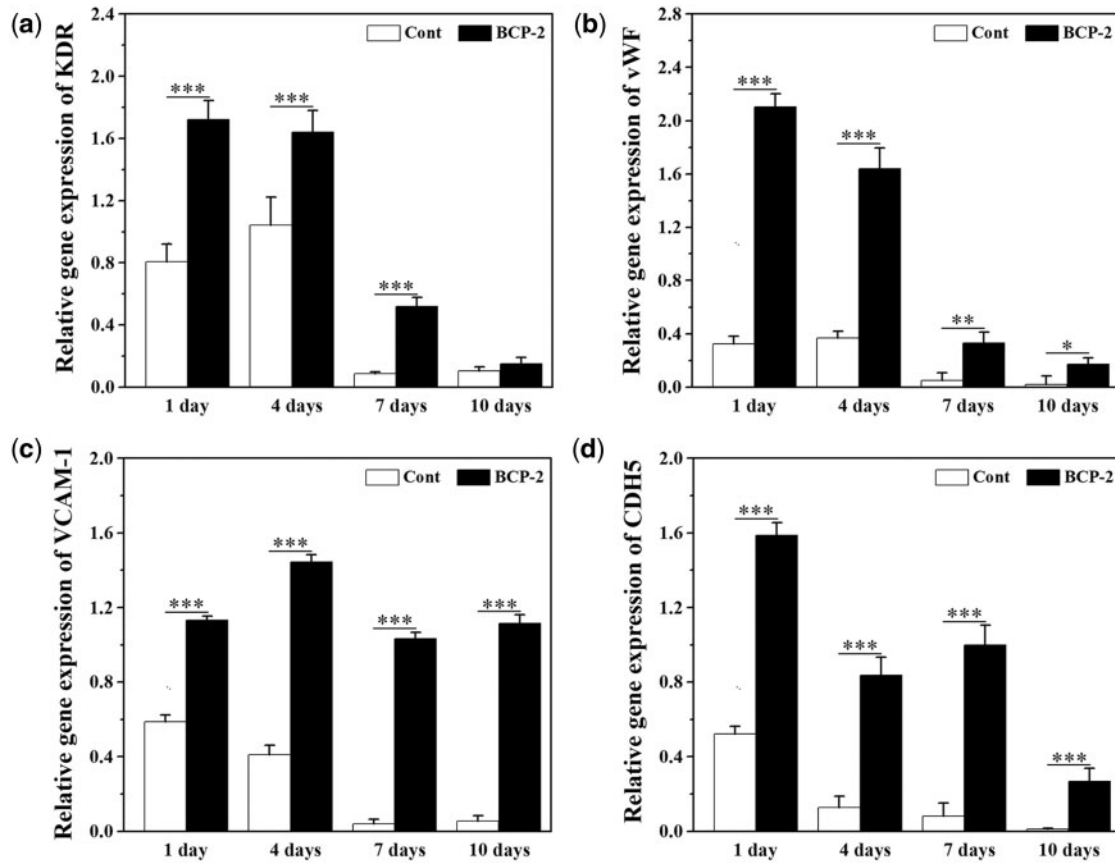 (a)
Relative gene expression of KDR
Cont BCP-2
2.4
2.0
1.6
1.2
0.8
0.4
0.0
***
***
***
1 day 4 days 7 days 10 days
(b)
Relative gene expression of vWF
Cont BCP-2
2.8
2.4
2.1
1.6
1.2
0.8
0.4
0.0
***
***
**
*
1 day 4 days 7 days 10 days
(c)
Relative gene expression of VCAM-1
Cont BCP-2
2.0
1.6
1.2
0.8
0.4
0.0
***
***
***
***
1 day 4 days 7 days 10 days
(d)
Relative gene expression of CDH5
Cont BCP-2
2.0
1.6
1.2
0.8
0.4
0.0
***
***
***
***
1 day 4 days 7 days 10 days